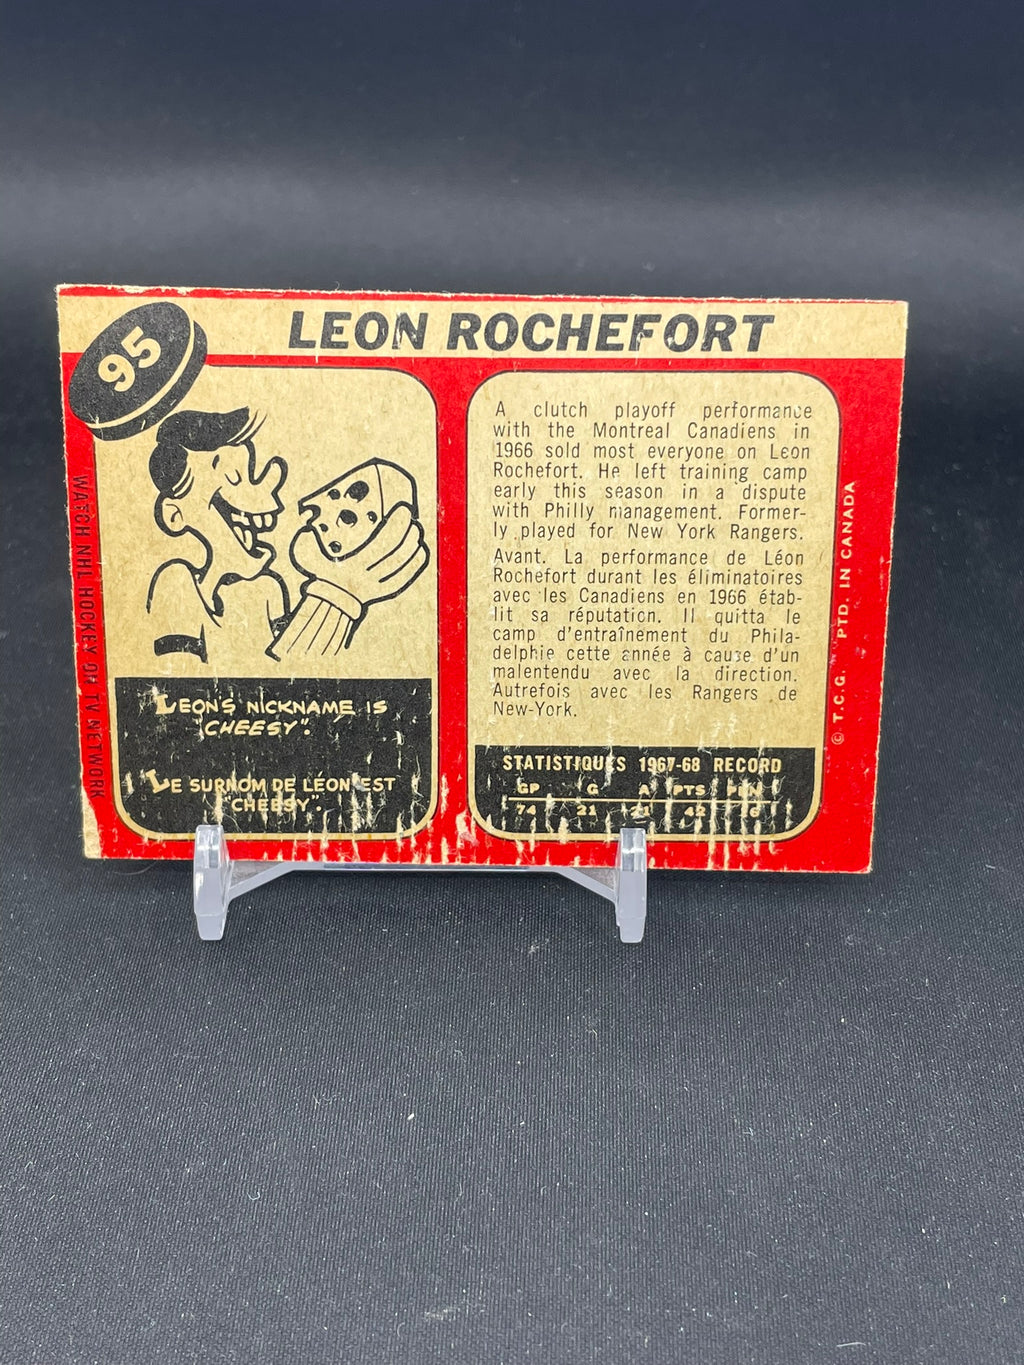 95
LEON ROCHEFORT
WATCH NHL HOCKEY ON TV NETWORK
LEON'S NICKNAME IS
"CHEESY".
LE SURNOM DE LÉON EST
"CHEESY".
A clutch playoff performance
with the Montreal Canadiens in
1966 sold most everyone on Leon
Rochefort. He left training camp
early this season in a dispute
with Philly management. Former-
ly played for New York Rangers.
Avant. La performance de Léon
Rochefort durant les éliminatoires
avec les Canadiens en 1966 étab-
lit sa réputation. Il quitta le
camp d'entraînement du Phila-
delphie cette année à cause d'un
malentendu avec la direction.
Autrefois avec les Rangers de
New-York.
STATISTIQUES 1967-68 RECORD
GP G A PTS PEN
74 21 21 42
© T.C.G. PTD. IN CANADA